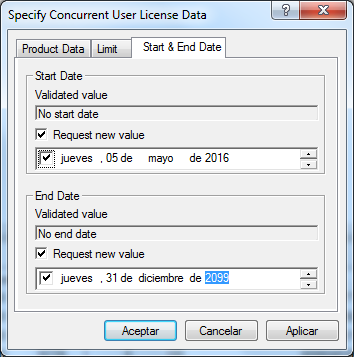 Specify Concurrent User License Data
?
Product Data Limit Start & End Date
Start Date
Validated value
No start date
Request new value
jueves , 05 de mayo de 2016
End Date
Validated value
No end date
Request new value
jueves , 31 de diciembre de 2099
Aceptar Cancelar Aplicar